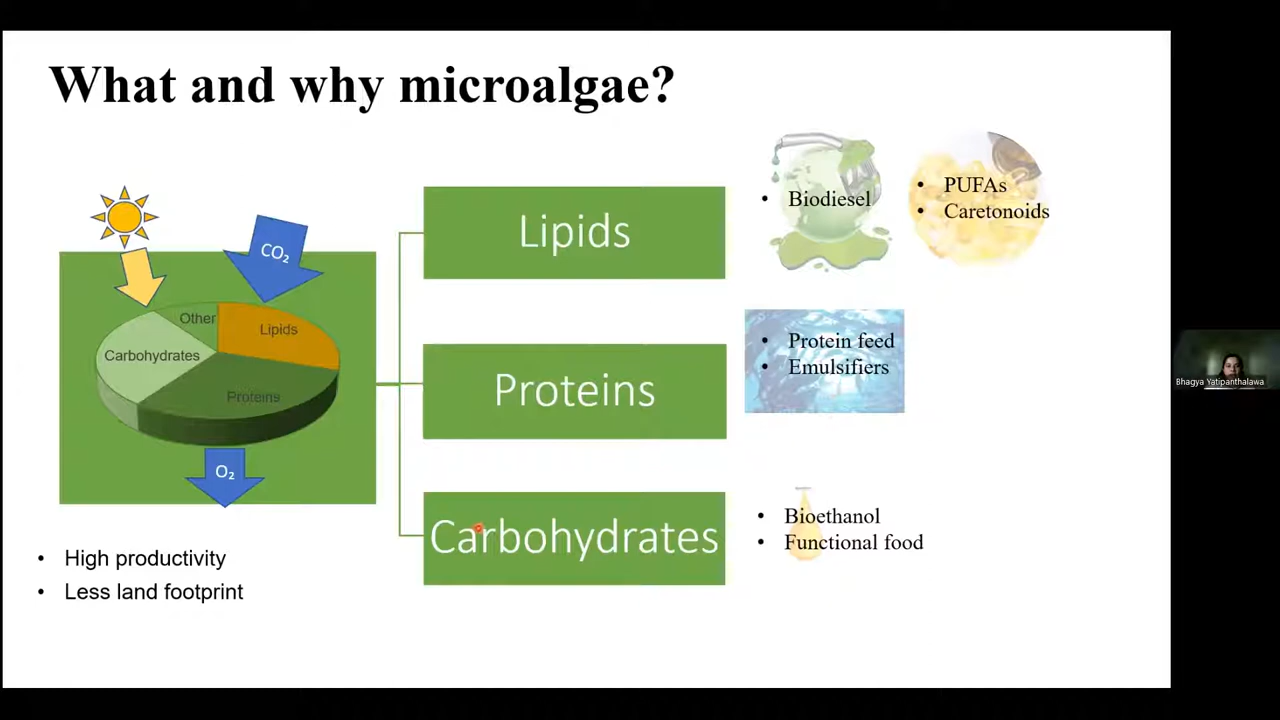 What and why microalgae?
CO₂
Other
Lipids
Carbohydrates
Proteins
O₂
• High productivity
• Less land footprint
Lipids
• Biodiesel
• PUFAs
• Caretonoids
Proteins
• Protein feed
• Emulsifiers
Carbohydrates
• Bioethanol
• Functional food
Bhagya Yatipanthalawa